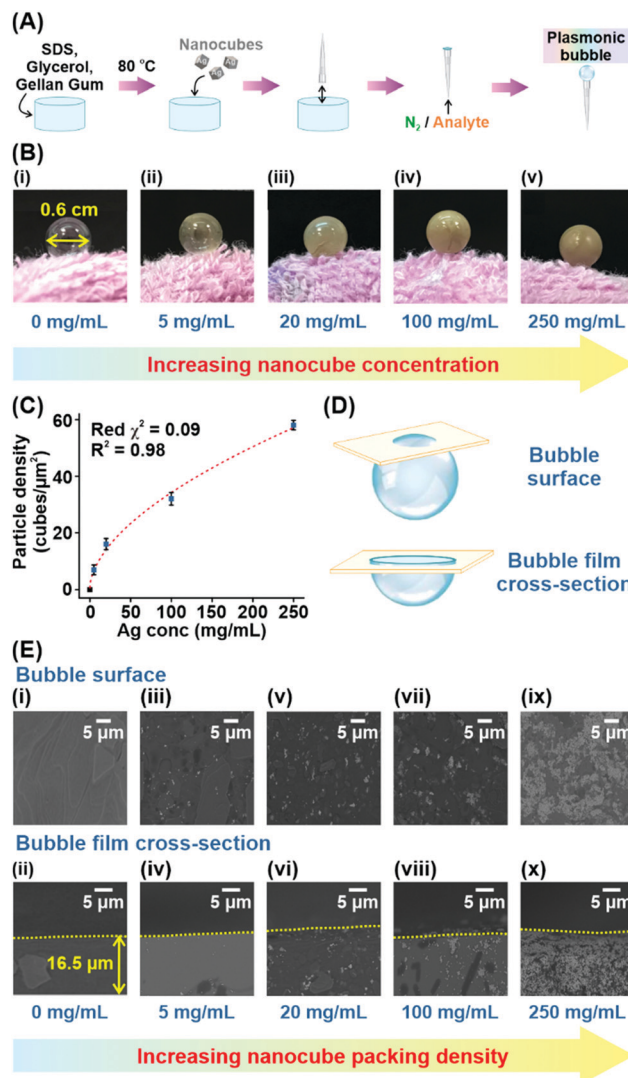 (A)
SDS,
Glycerol,
Gellan Gum
80 °C
Nanocubes
Ag Ag Ag
N₂ / Analyte
Plasmonic
bubble
(B)
(i) (ii) (iii) (iv) (v)
0.6 cm
0 mg/mL 5 mg/mL 20 mg/mL 100 mg/mL 250 mg/mL
Increasing nanocube concentration
(C)
Particle density
(cubes/µm²)
60
40
20
0
Red χ² = 0.09
R² = 0.98
0 50 100 150 200 250
Ag conc (mg/mL)
(D)
Bubble
surface
Bubble film
cross-section
(E)
Bubble surface
(i) (iii) (v) (vii) (ix)
5 µm 5 µm 5 µm 5 µm 5 µm
Bubble film cross-section
(ii) (iv) (vi) (viii) (x)
5 µm 5 µm 5 µm 5 µm 5 µm
16.5 µm
0 mg/mL 5 mg/mL 20 mg/mL 100 mg/mL 250 mg/mL
Increasing nanocube packing density